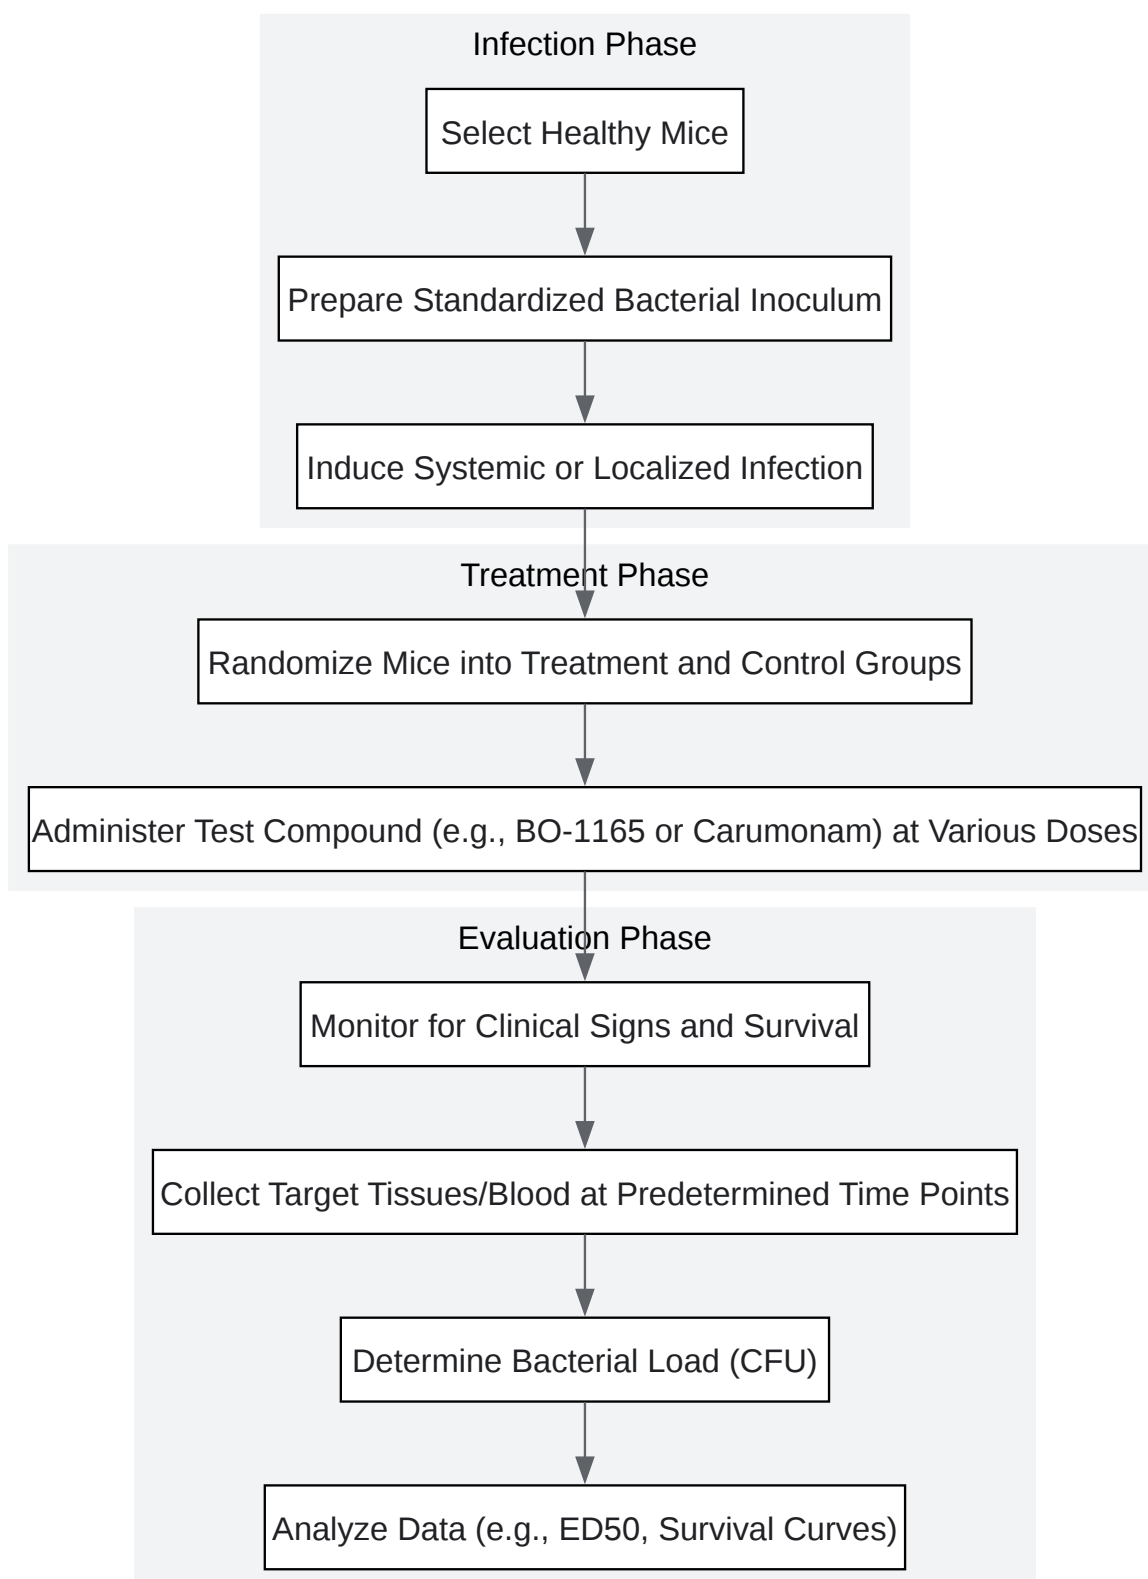 Infection Phase
Select Healthy Mice
Prepare Standardized Bacterial Inoculum
Induce Systemic or Localized Infection
Treatment Phase
Randomize Mice into Treatment and Control Groups
Administer Test Compound (e.g., BO-1165 or Carumonam) at Various Doses
Evaluation Phase
Monitor for Clinical Signs and Survival
Collect Target Tissues/Blood at Predetermined Time Points
Determine Bacterial Load (CFU)
Analyze Data (e.g., ED50, Survival Curves)